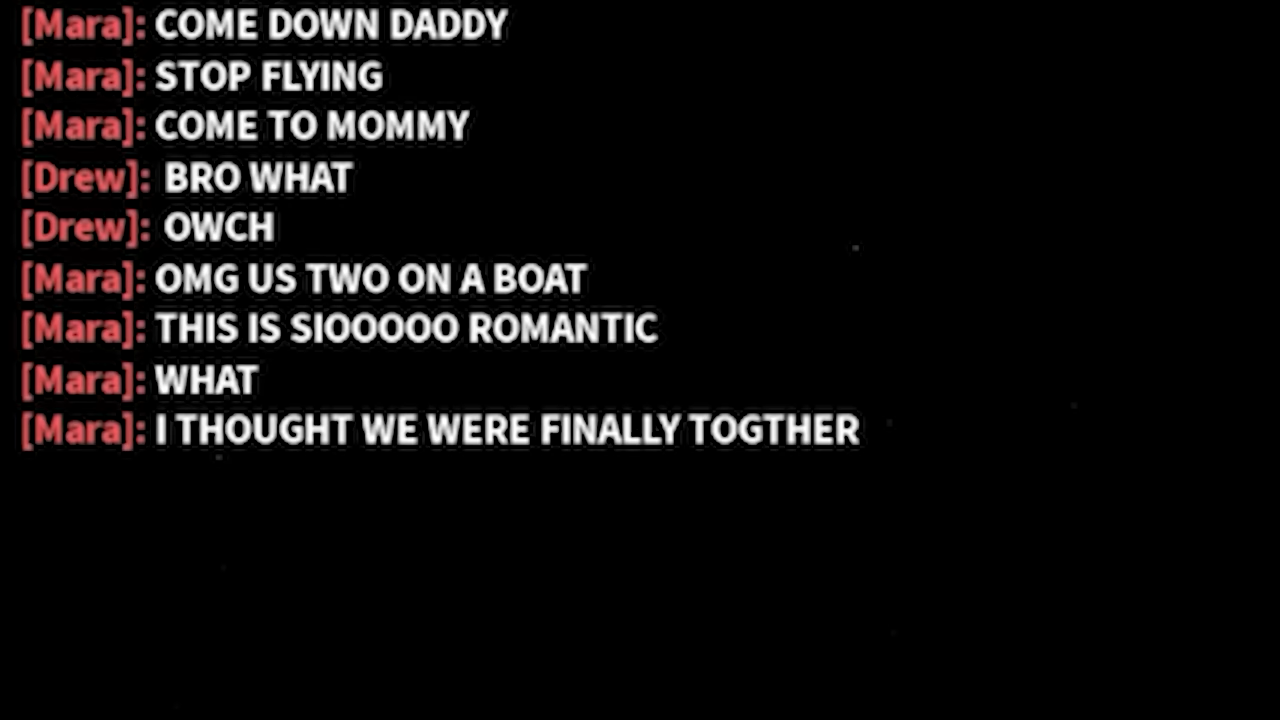 [Mara]: COME DOWN DADDY
[Mara]: STOP FLYING
[Mara]: COME TO MOMMY
[Drew]: BRO WHAT
[Drew]: OWCH
[Mara]: OMG US TWO ON A BOAT
[Mara]: THIS IS SIOOOOO ROMANTIC
[Mara]: WHAT
[Mara]: I THOUGHT WE WERE FINALLY TOGTHER